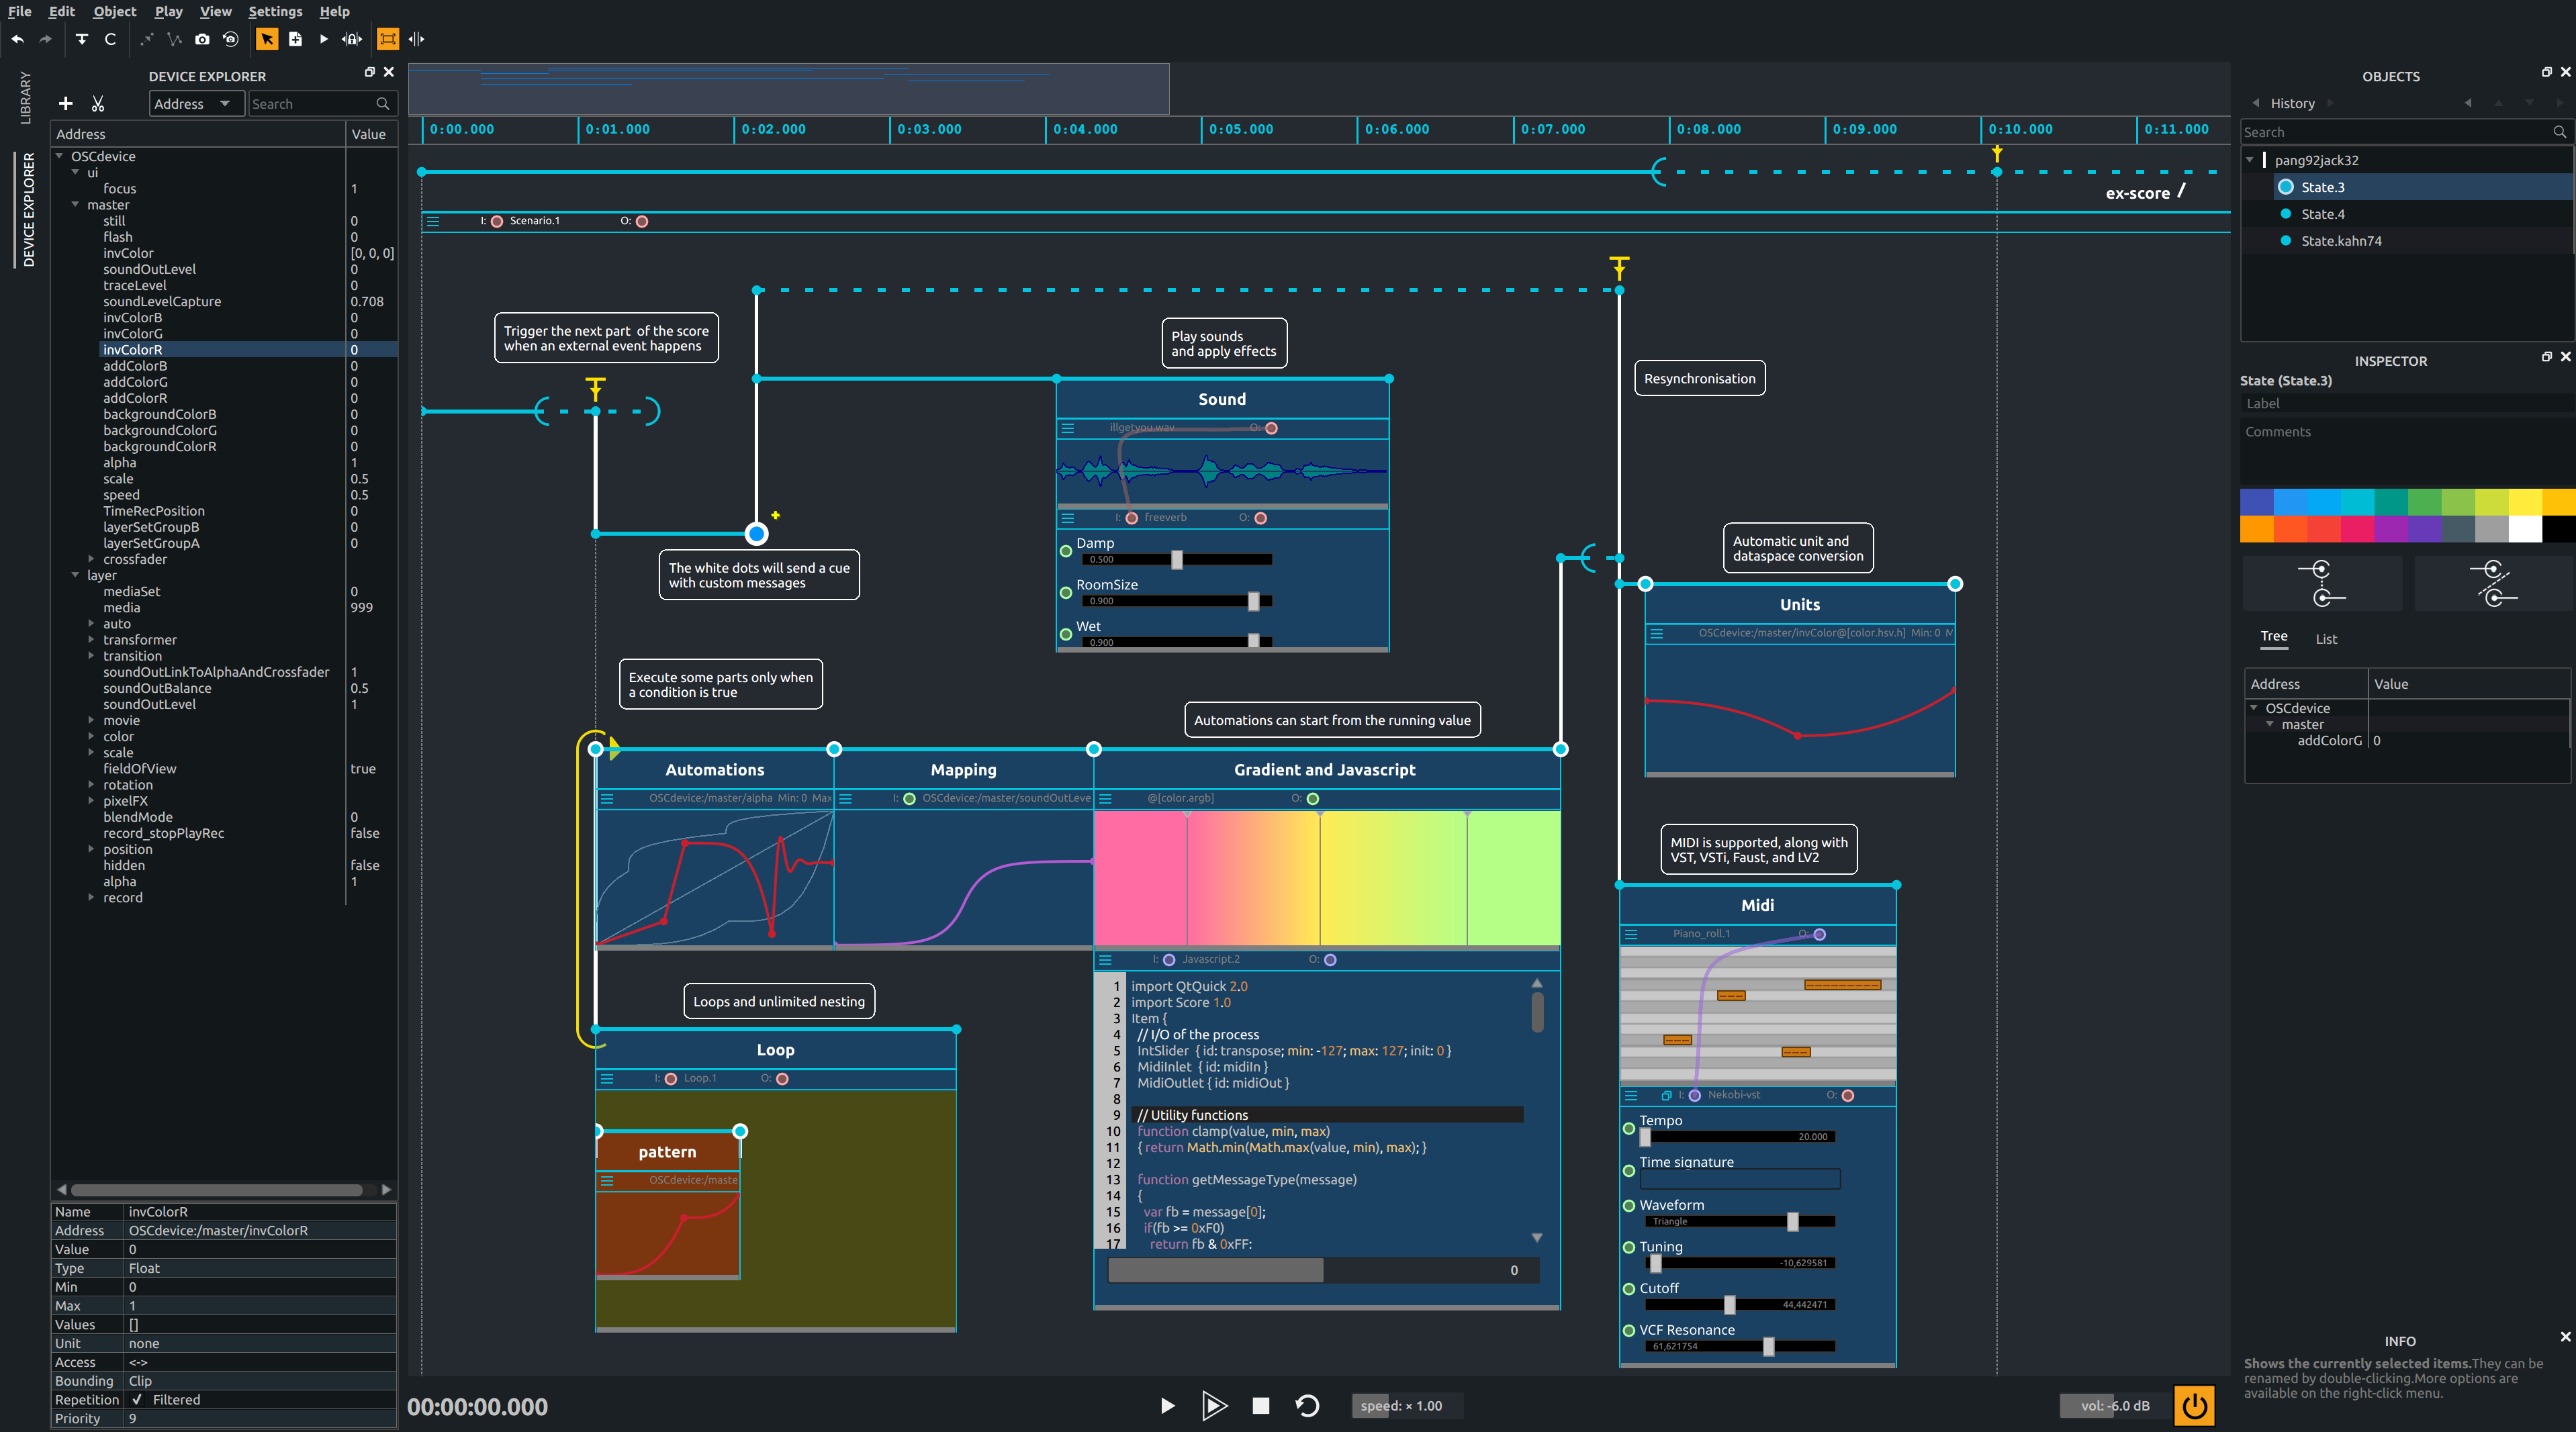 File Edit Object Play View Settings Help
LIBRARY
DEVICE EXPLORER
DEVICE EXPLORER
Address Search
Address Value
OSCdevice
ui
focus 1
master
still 0
flash 0
invColor [0, 0, 0]
soundOutLevel 0
traceLevel 0
soundLevelCapture 0.708
invColorB 0
invColorG 0
invColorR 0
addColorB 0
addColorG 0
addColorR 0
backgroundColorB 0
backgroundColorG 0
backgroundColorR 0
alpha 1
scale 0.5
speed 0.5
TimeRecPosition 0
layerSetGroupB 0
layerSetGroupA 0
crossfader
layer
mediaSet 0
media 999
auto
transformer
transition
soundOutLinkToAlphaAndCrossfader 1
soundOutBalance 0.5
soundOutLevel 1
movie
color
scale
fieldOfView true
rotation
pixelFX
blendMode 0
record_stopPlayRec false
position
hidden false
alpha 1
record
Name invColorR
Address OSCdevice:/master/invColorR
Value 0
Type Float
Min 0
Max 1
Values []
Unit none
Access <->
Bounding Clip
Repetition ✓ Filtered
Priority 9
0:00.000 0:01.000 0:02.000 0:03.000 0:04.000 0:05.000 0:06.000 0:07.000 0:08.000 0:09.000 0:10.000 0:11.000
ex-score /
I: Scenario.1 O:
Trigger the next part of the score
when an external event happens
Play sounds
and apply effects
Resynchronisation
Sound
illgetyou.wav O:
I: freeverb O:
Damp
0.500
RoomSize
0.900
Wet
0.900
The white dots will send a cue
with custom messages
Automatic unit and
dataspace conversion
Units
OSCdevice:/master/invColor@[color.hsv.h] Min: 0 M
Execute some parts only when
a condition is true
Automations can start from the running value
Automations
OSCdevice:/master/alpha Min: 0 Max
Mapping
I: OSCdevice:/master/soundOutLeve
Gradient and Javascript
@[color.argb] O:
I: Javascript.2 O:
1 import QtQuick 2.0
2 import Score 1.0
3 Item {
4 // I/O of the process
5 IntSlider { id: transpose; min: -127; max: 127; init: 0 }
6 MidiInlet { id: midiIn }
7 MidiOutlet { id: midiOut }
8
9 // Utility functions
10 function clamp(value, min, max)
11 { return Math.min(Math.max(value, min), max); }
12
13 function getMessageType(message)
14 {
15 var fb = message[0];
16 if(fb >= 0xF0)
17 return fb & 0xFF;
0
Loops and unlimited nesting
Loop
I: Loop.1 O:
pattern
OSCdevice:/maste
MIDI is supported, along with
VST, VSTi, Faust, and LV2
Midi
Piano_roll.1 O:
I: Nekobi-vst O:
Tempo
20.000
Time signature
Waveform
Triangle
Tuning
-10,629581
Cutoff
44,442471
VCF Resonance
61,621754
00:00:00.000
speed: × 1.00
vol: -6.0 dB
OBJECTS
History
Search
pang92jack32
State.3
State.4
State.kahn74
INSPECTOR
State (State.3)
Label
Comments
Tree List
Address Value
OSCdevice
master
addColorG 0
INFO
Shows the currently selected items.They can be
renamed by double-clicking.More options are
available on the right-click menu.